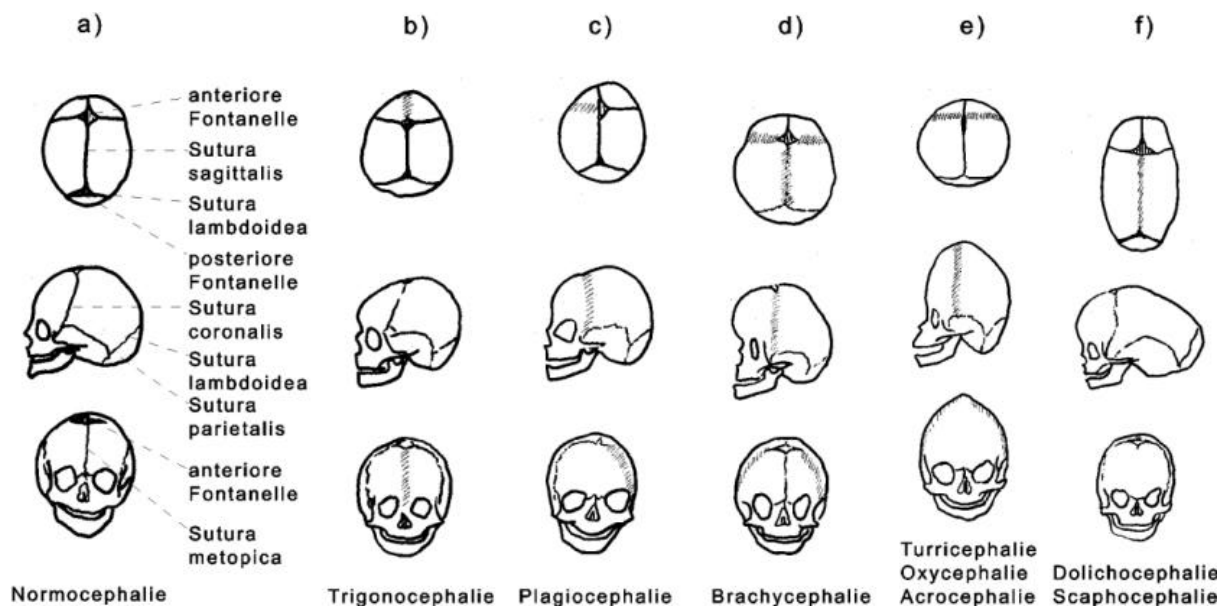 a)
b)
c)
d)
e)
f)
anteriore
Fontanelle
Sutura
sagittalis
Sutura
lambdoidea
posteriore
Fontanelle
Sutura
coronalis
Sutura
lambdoidea
Sutura
parietalis
anteriore
Fontanelle
Sutura
metopica
Normocephalie
Trigonocephalie
Plagiocephalie
Brachycephalie
Turricephalie
Oxycephalie
Acrocephalie
Dolichocephalie
Scaphocephalie